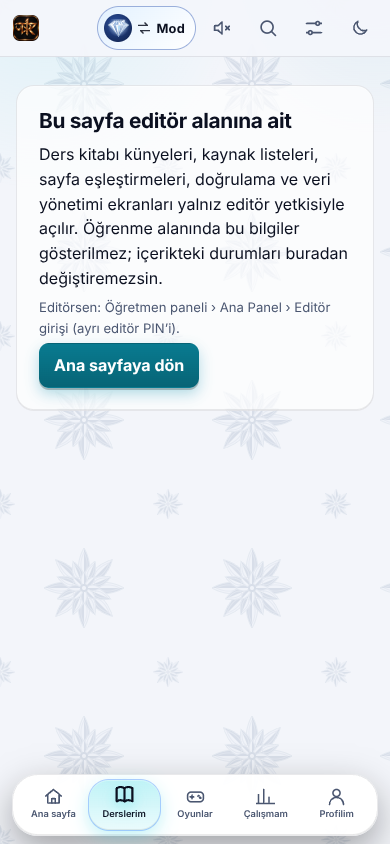 Mod
Bu sayfa editör alanına ait
Ders kitabı künyeleri, kaynak listeleri,
sayfa eşleştirmeleri, doğrulama ve veri
yönetimi ekranları yalnız editör yetkisiyle
açılır. Öğrenme alanında bu bilgiler
gösterilmez; içerikteki durumları buradan
değiştiremezsin.
Editörsen: Öğretmen paneli › Ana Panel › Editör
girişi (ayrı editör PIN’i).
Ana sayfaya dön
Ana sayfa
Derslerim
Oyunlar
Çalışmam
Profilim